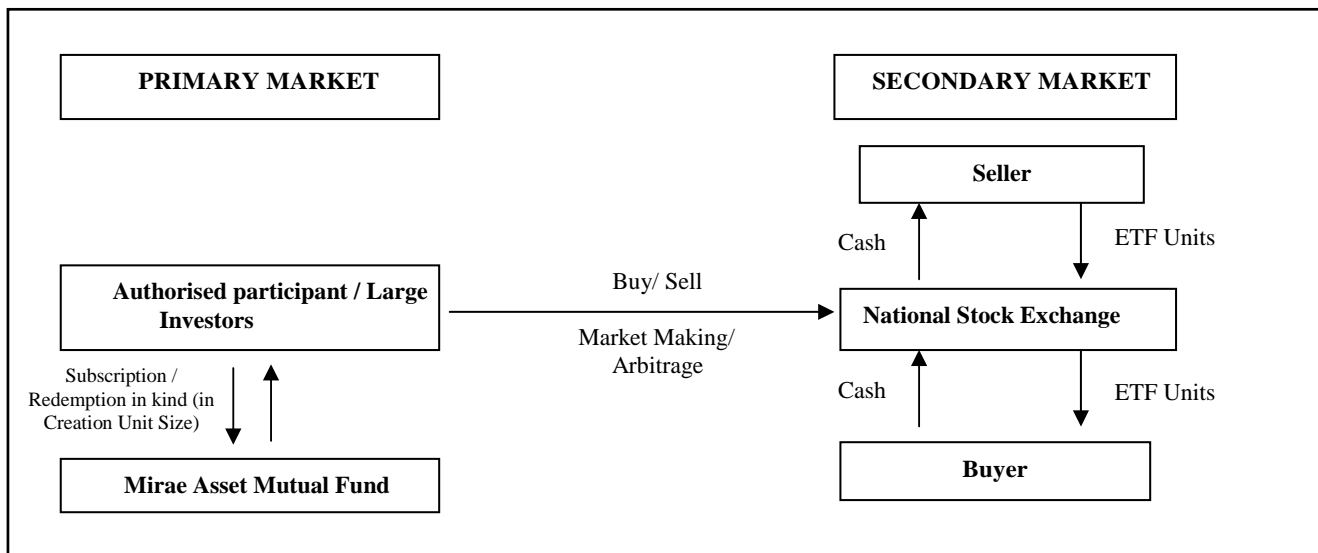 PRIMARY MARKET
SECONDARY MARKET
Seller
Cash
ETF Units
Authorised participant / Large
Investors
Buy/ Sell
Market Making/
Arbitrage
National Stock Exchange
Subscription /
Redemption in kind (in
Creation Unit Size)
Cash
ETF Units
Mirae Asset Mutual Fund
Buyer